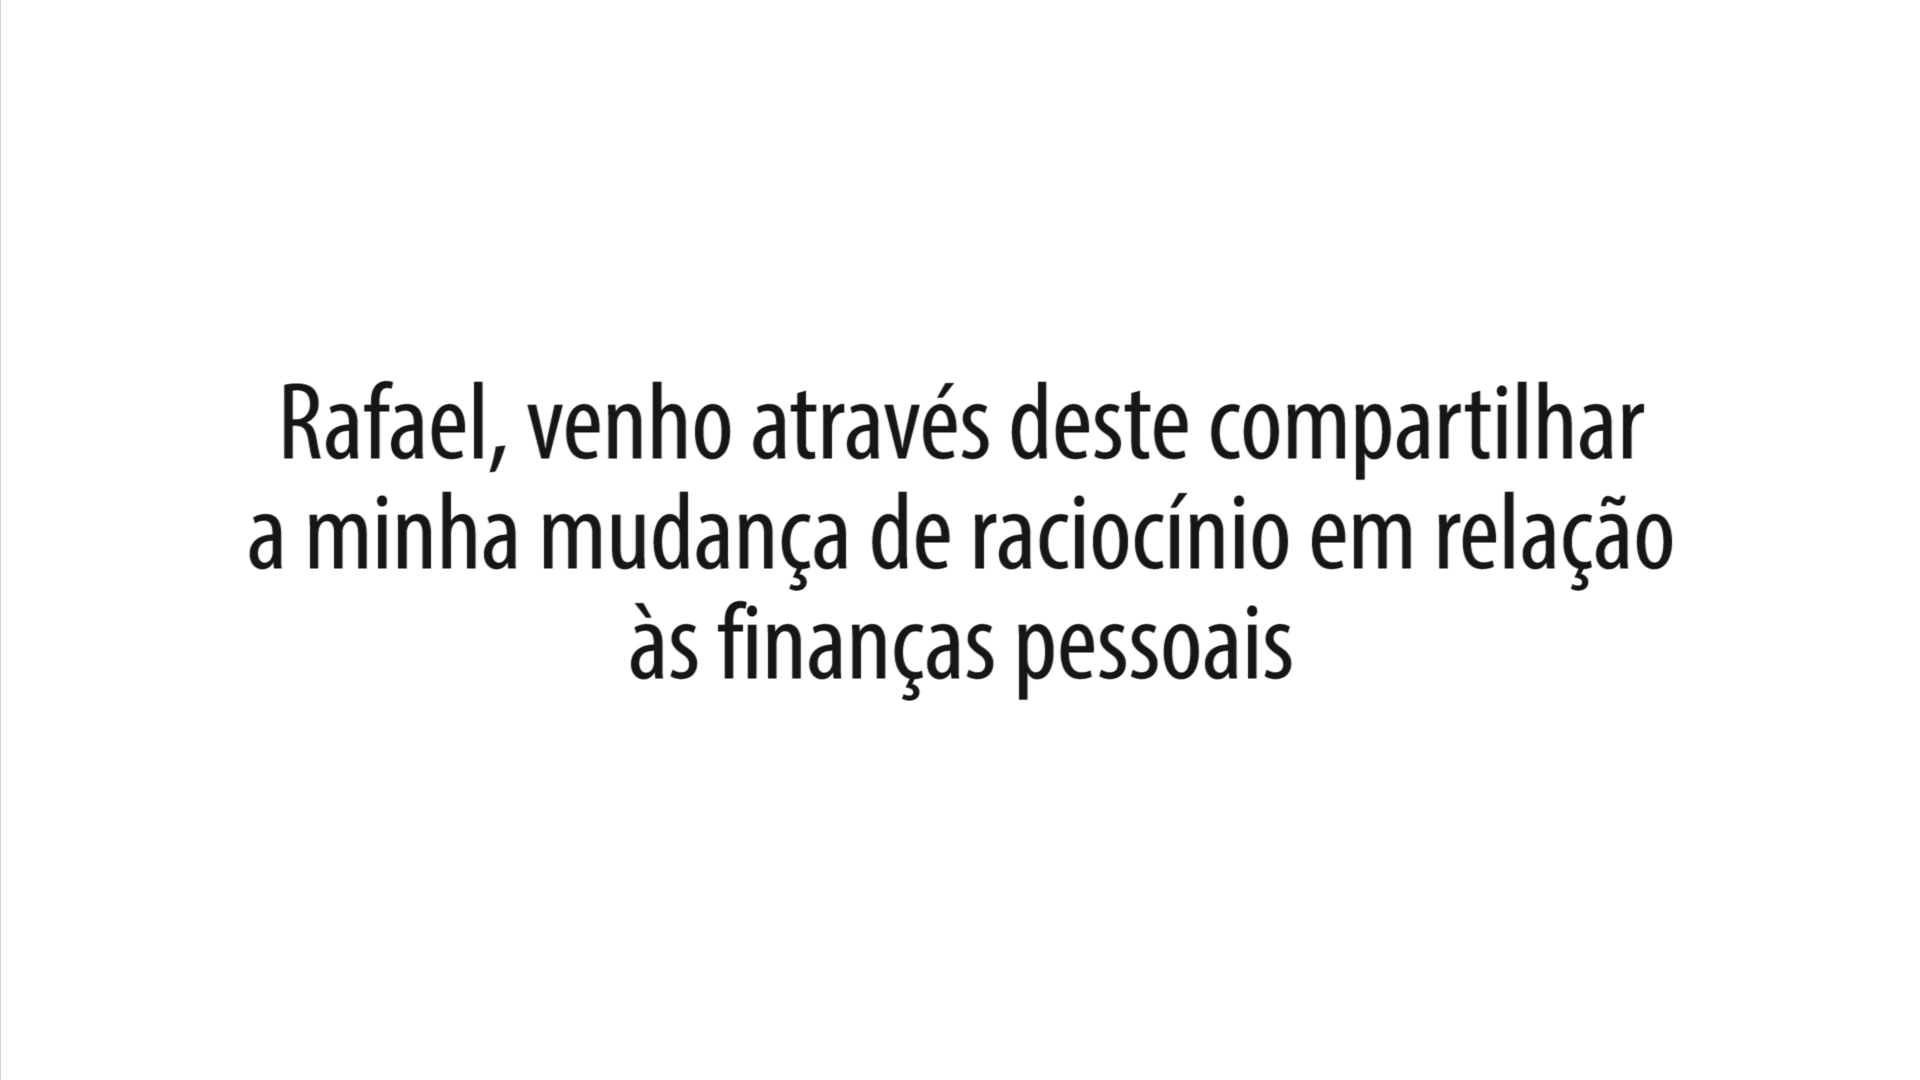 Rafael, venho através deste compartilhar
a minha mudança de raciocínio em relação
às finanças pessoais